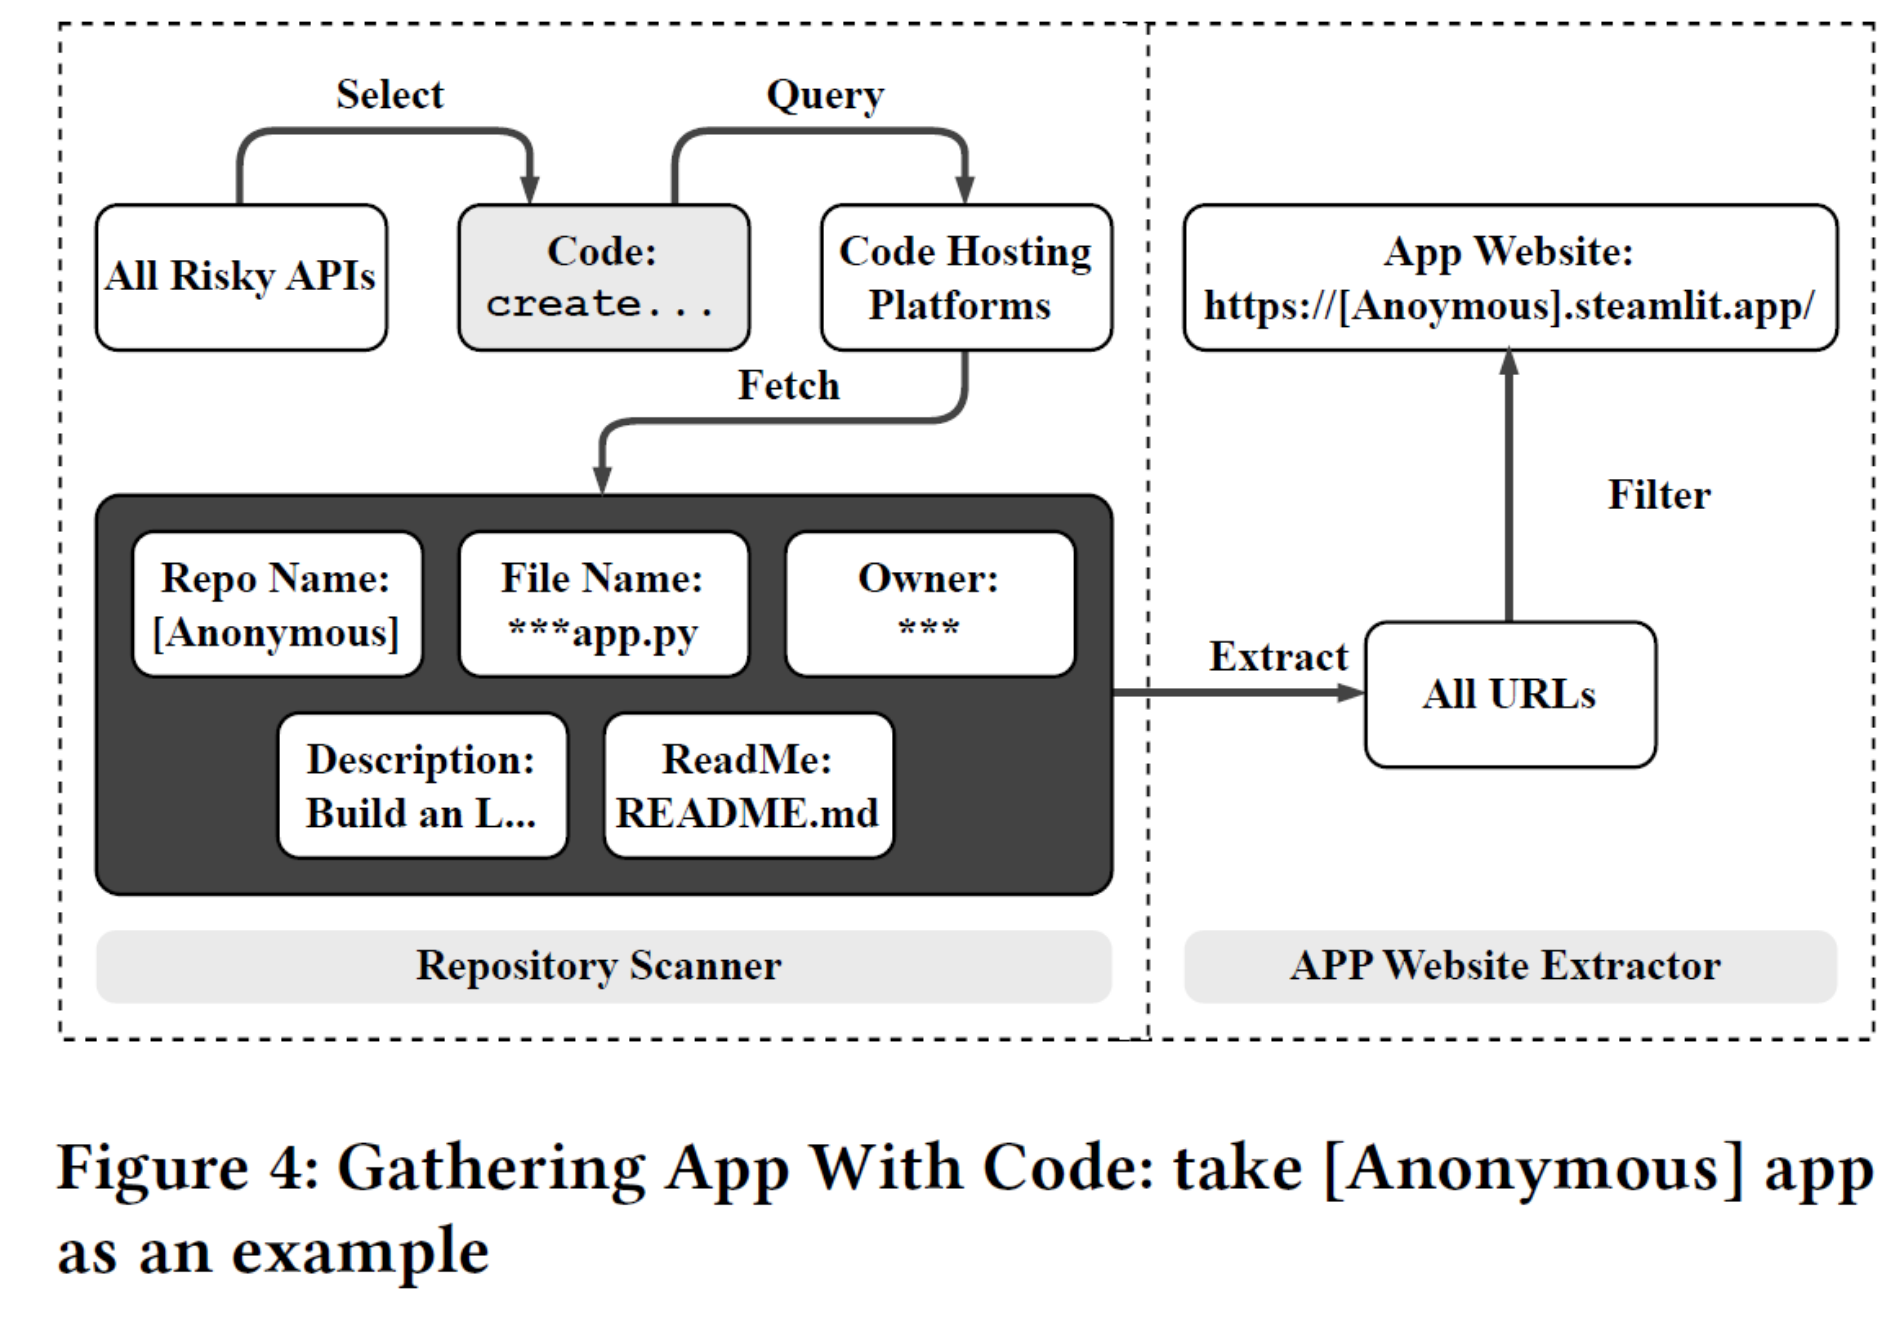 Select
Query
All Risky APIs
Code:
create...
Code Hosting
Platforms
App Website:
https://[Anoymous].steamlit.app/
Fetch
Filter
Repo Name:
[Anonymous]
File Name:
***app.py
Owner:
***
Extract
All URLs
Description:
Build an L...
ReadMe:
README.md
Repository Scanner
APP Website Extractor
Figure 4: Gathering App With Code: take [Anonymous] app
as an example